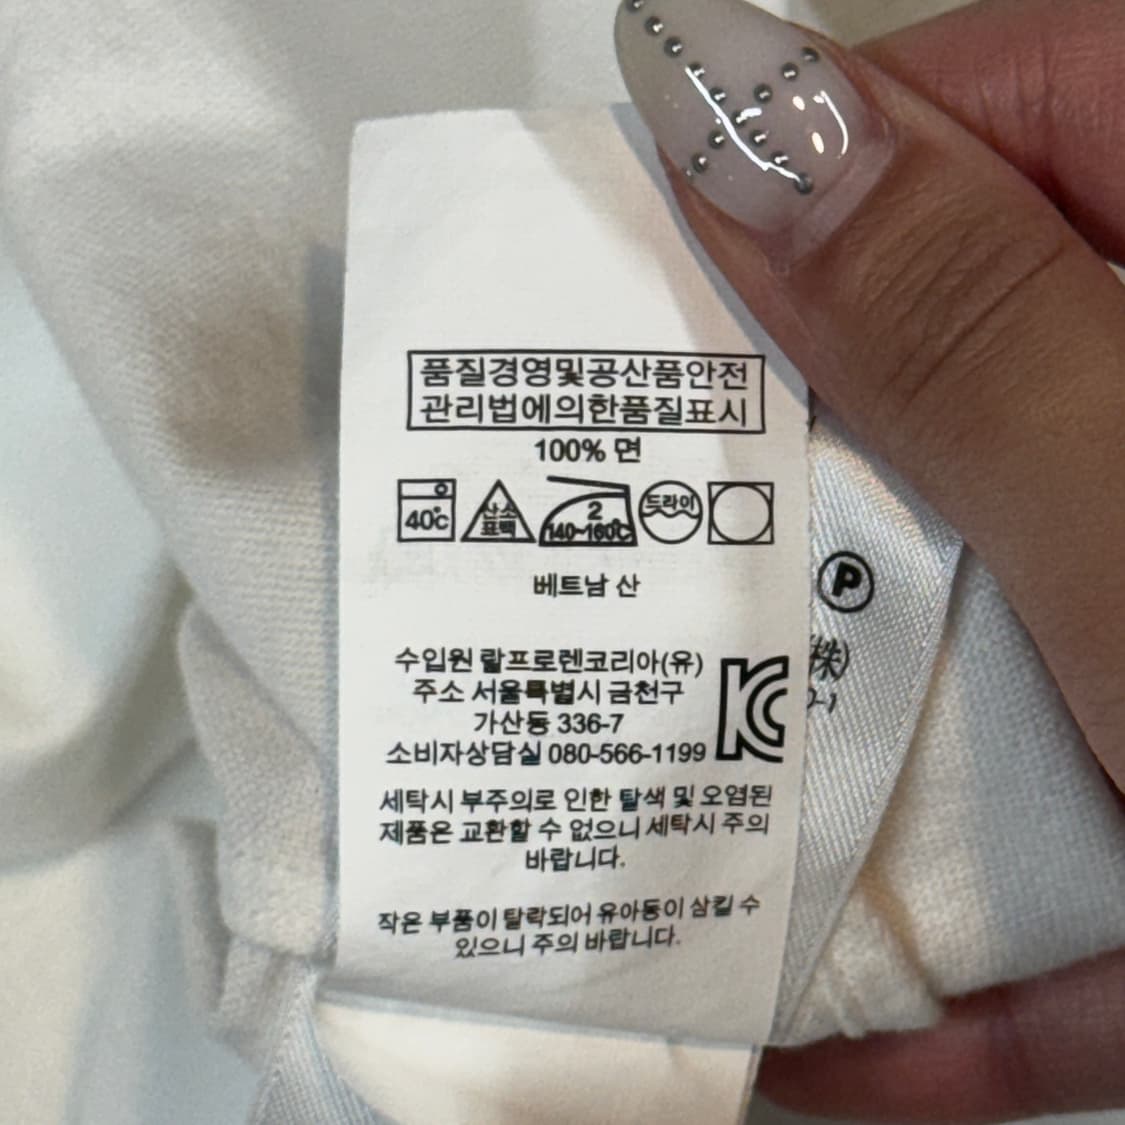 품질경영및공산품안전
관리법에의한품질표시
100% 면
40℃
산소
표백
2
140~160℃
드라이
베트남 산
수입원 랄프로렌코리아(유)
주소 서울특별시 금천구
가산동 336-7
소비자상담실 080-566-1199
세탁시 부주의로 인한 탈색 및 오염된
제품은 교환할 수 없으니 세탁시 주의
바랍니다.
작은 부품이 탈락되어 유아동이 삼킬 수
있으니 주의 바랍니다.
KC
P
(株)